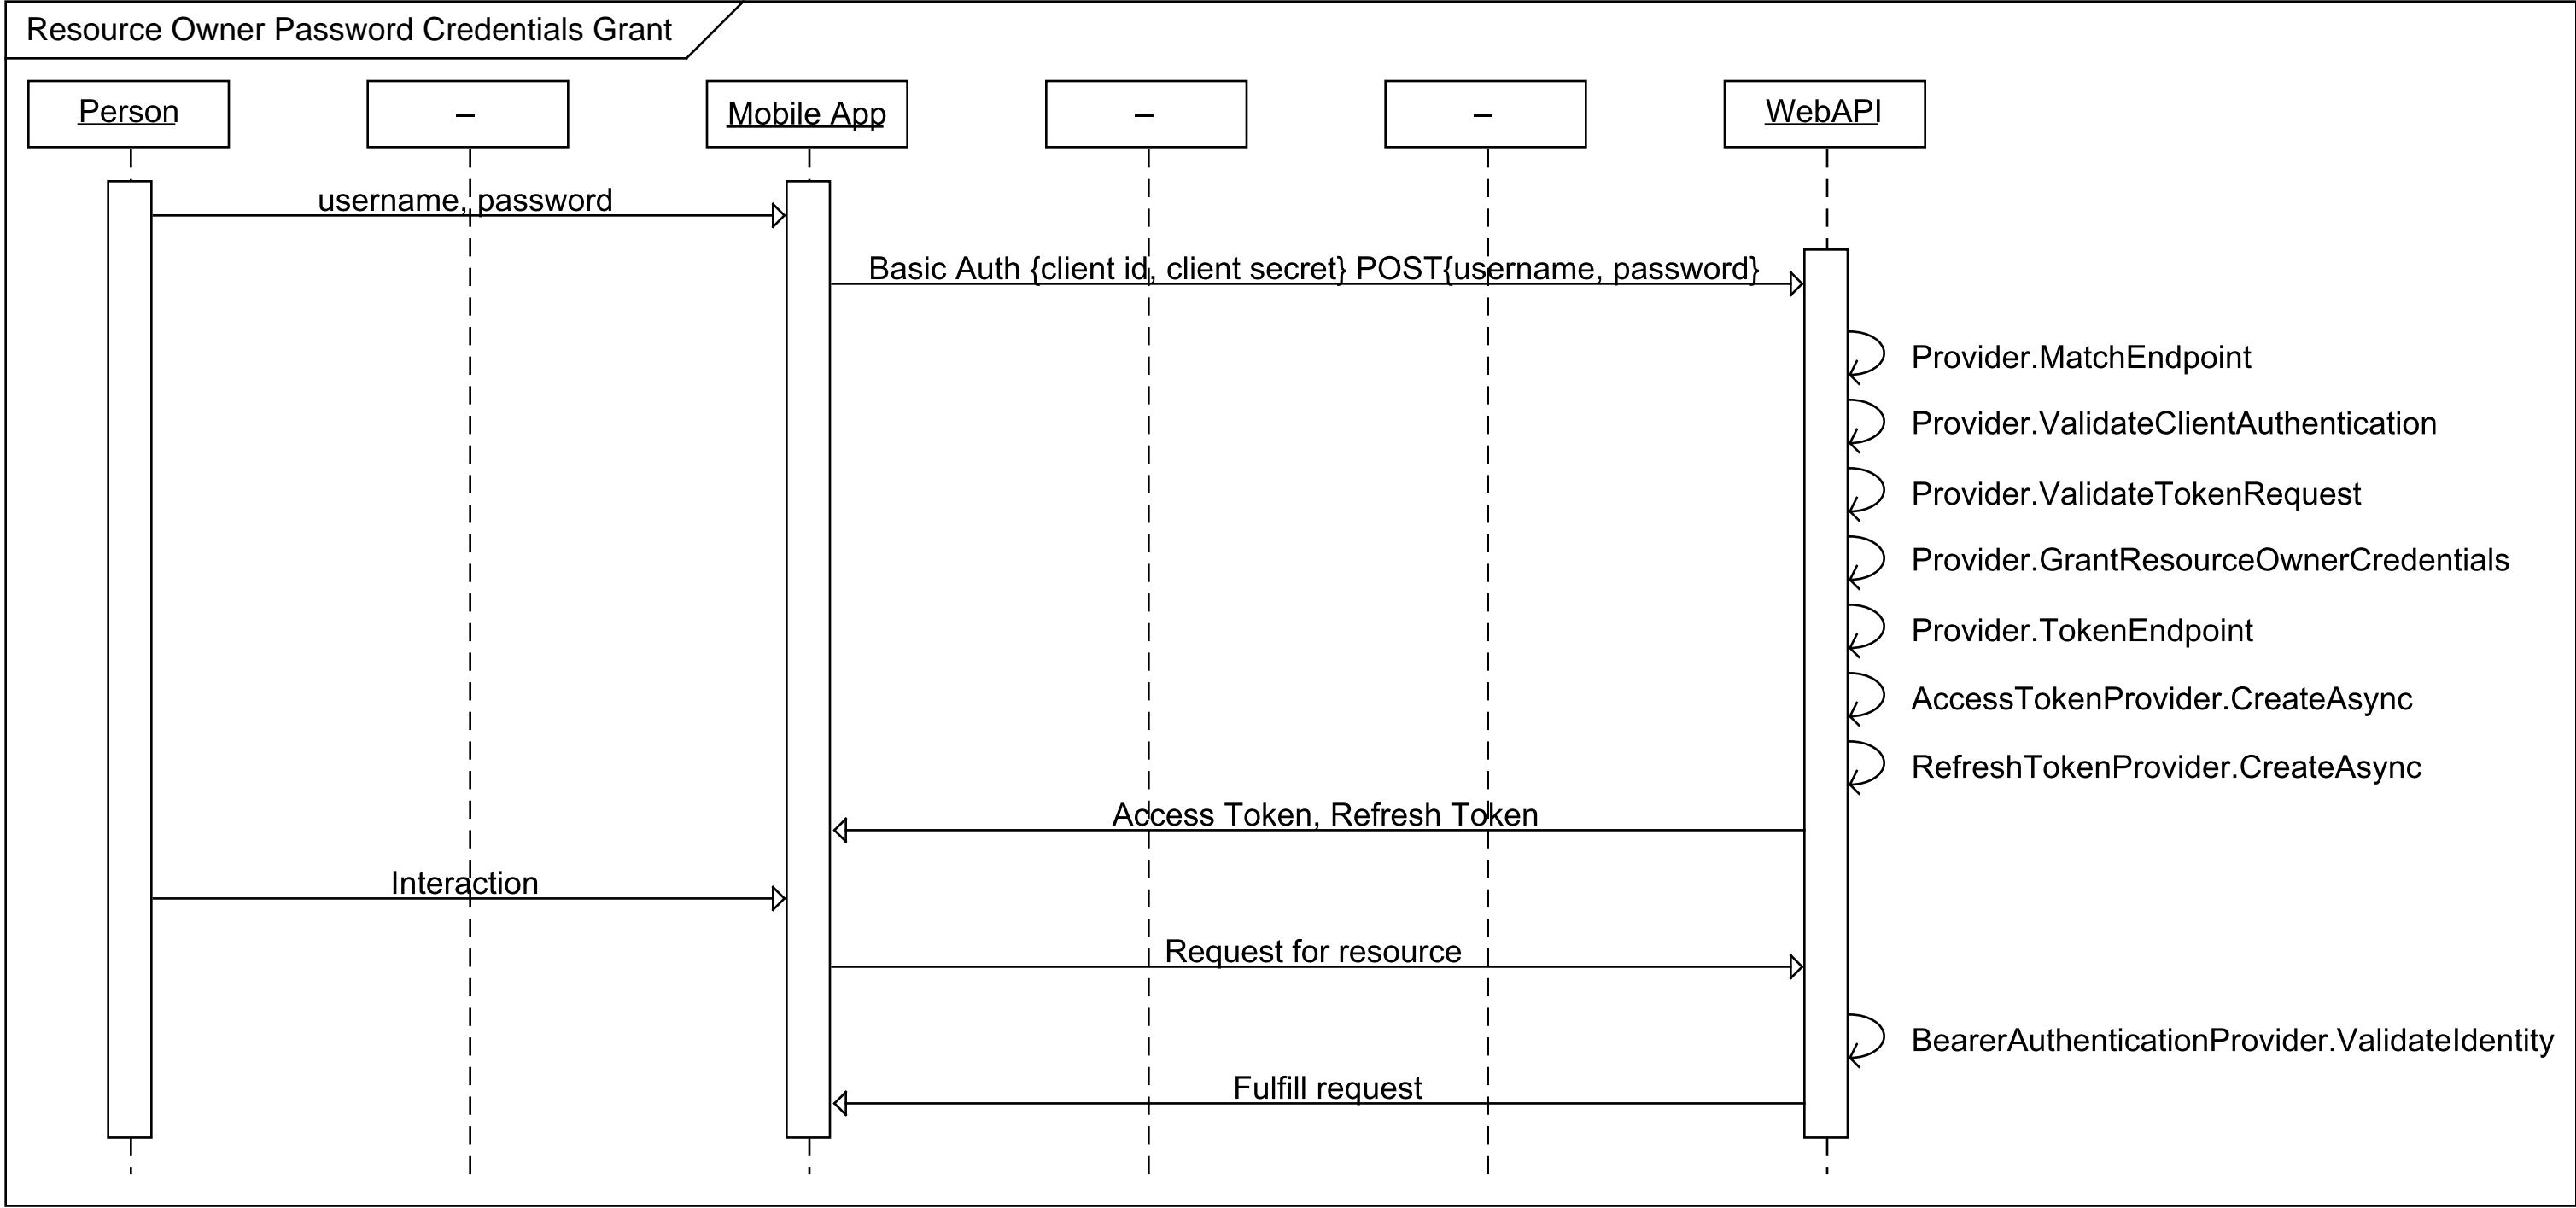 Resource Owner Password Credentials Grant
Person
Mobile App
WebAPI
username, password
Basic Auth {client id, client secret} POST{username, password}
Provider.MatchEndpoint
Provider.ValidateClientAuthentication
Provider.ValidateTokenRequest
Provider.GrantResourceOwnerCredentials
Provider.TokenEndpoint
AccessTokenProvider.CreateAsync
RefreshTokenProvider.CreateAsync
Access Token, Refresh Token
Interaction
Request for resource
BearerAuthenticationProvider.ValidateIdentity
Fulfill request